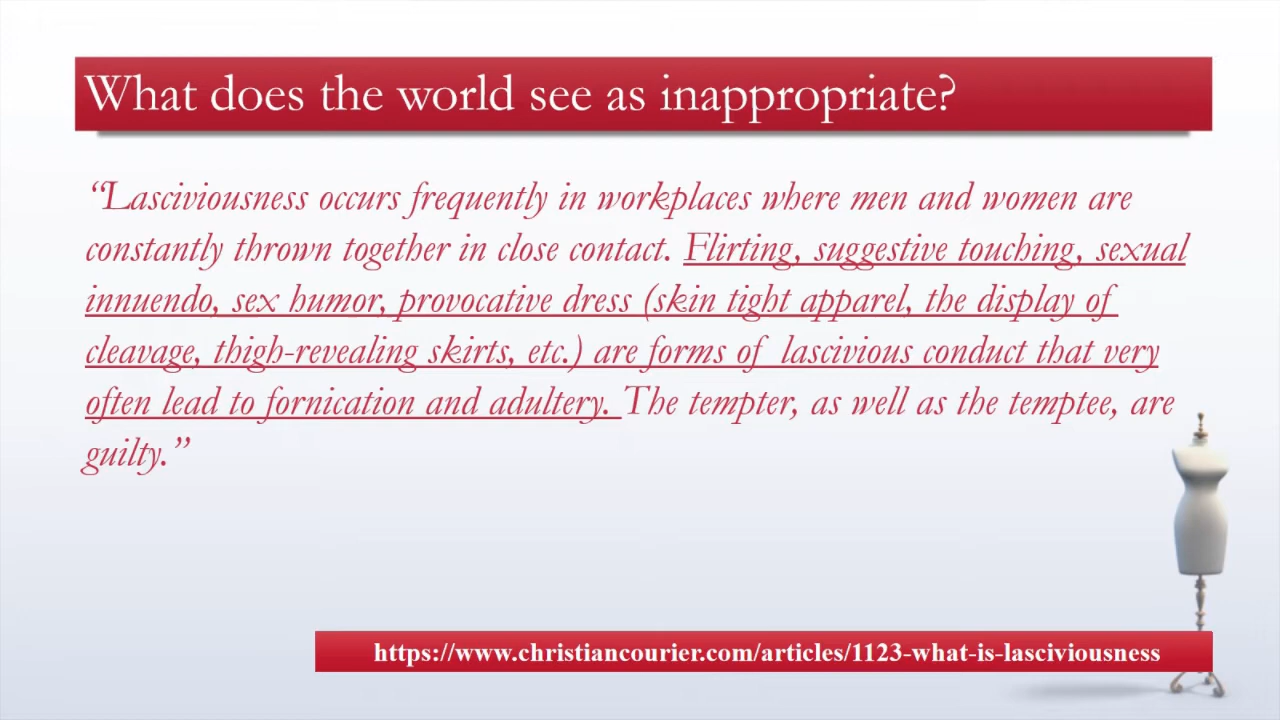 What does the world see as inappropriate?
“Lasciviousness occurs frequently in workplaces where men and women are
constantly thrown together in close contact. Flirting, suggestive touching, sexual
innuendo, sex humor, provocative dress (skin tight apparel, the display of
cleavage, thigh-revealing skirts, etc.) are forms of lascivious conduct that very
often lead to fornication and adultery. The tempter, as well as the temptee, are
guilty.”
https://www.christiancourier.com/articles/1123-what-is-lasciviousness